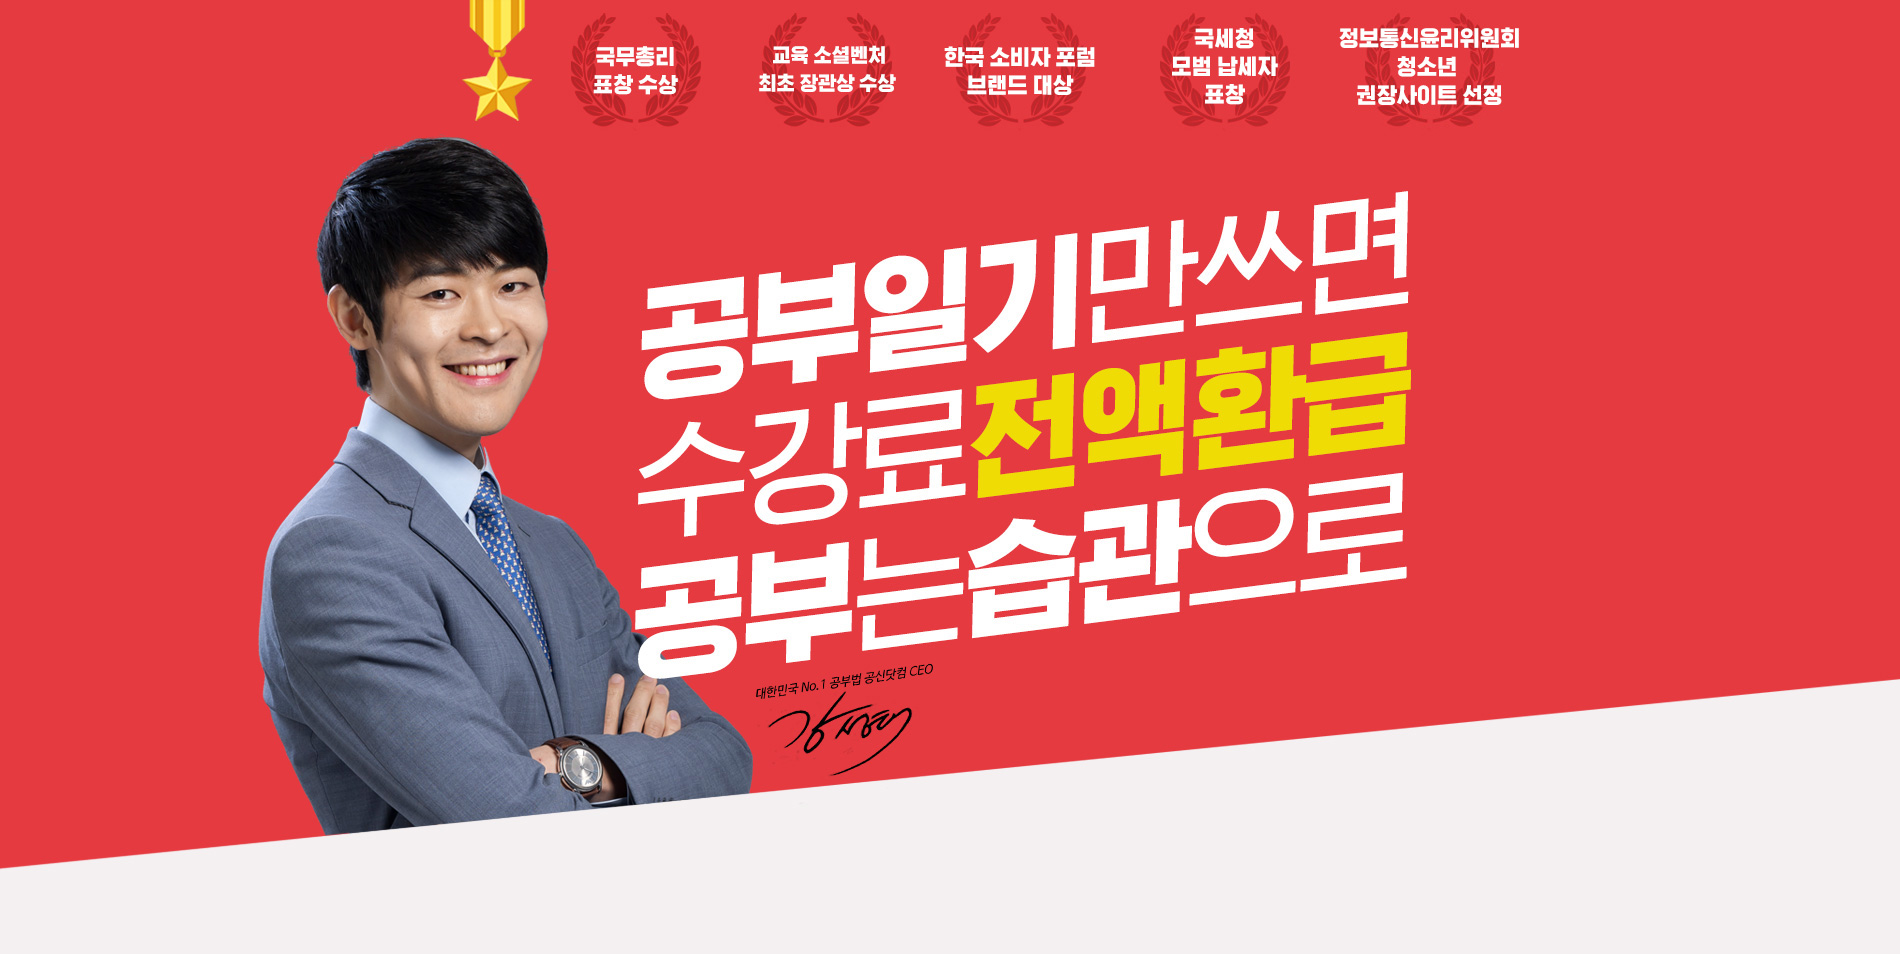 국무총리
표창 수상
교육 소셜벤처
최초 장관상 수상
한국 소비자 포럼
브랜드 대상
국세청
모범 납세자
표창
정보통신윤리위원회
청소년
권장사이트 선정
공부일기만쓰면
수강료전액환급
공부는습관으로
대한민국 No.1 공부법 공신닷컴 CEO
강성태